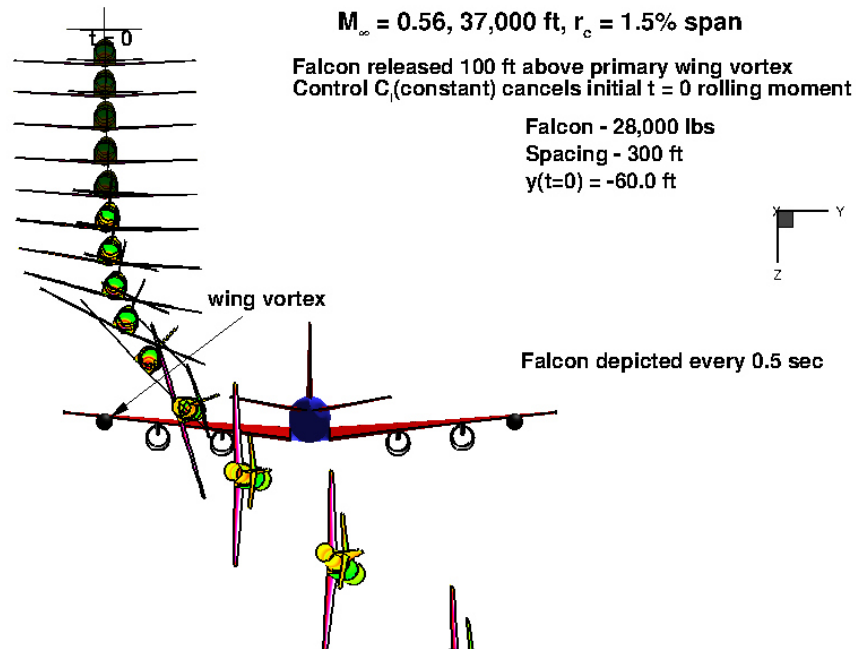 M∞ = 0.56, 37,000 ft, rc = 1.5% span
t = 0
Falcon released 100 ft above primary wing vortex
Control Cl(constant) cancels initial t = 0 rolling moment
Falcon - 28,000 lbs
Spacing - 300 ft
y(t=0) = -60.0 ft
X
Y
Z
wing vortex
Falcon depicted every 0.5 sec